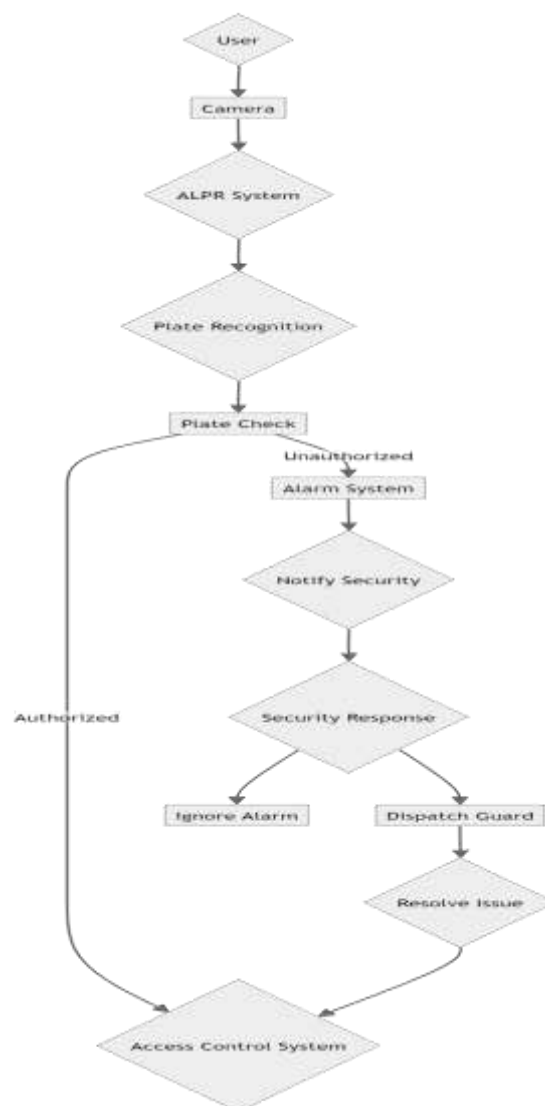 User
Camera
ALPR System
Plate Recognition
Plate Check
Unauthorized
Alarm System
Notify Security
Authorized
Security Response
Ignore Alarm
Dispatch Guard
Resolve Issue
Access Control System